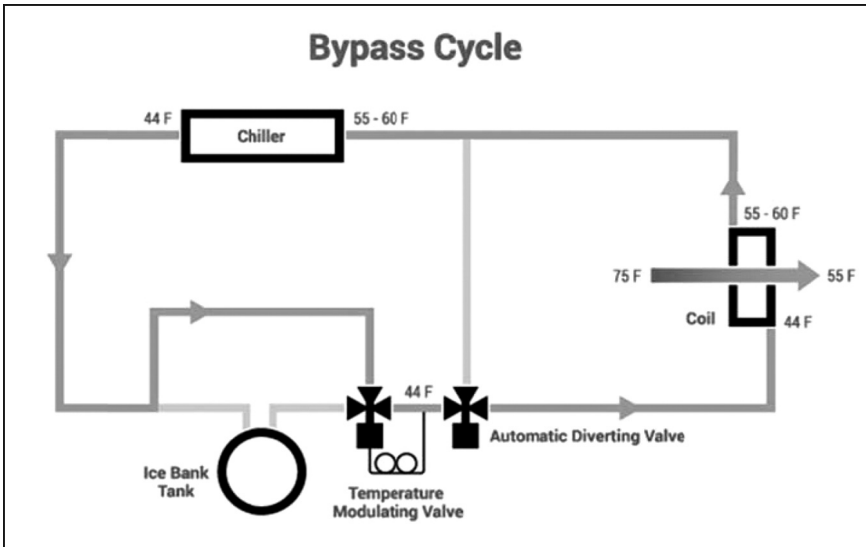 Bypass Cycle
44 F
55 - 60 F
Chiller
55 - 60 F
75 F
55 F
Coil
44 F
44 F
Automatic Diverting Valve
Ice Bank
Tank
Temperature
Modulating Valve